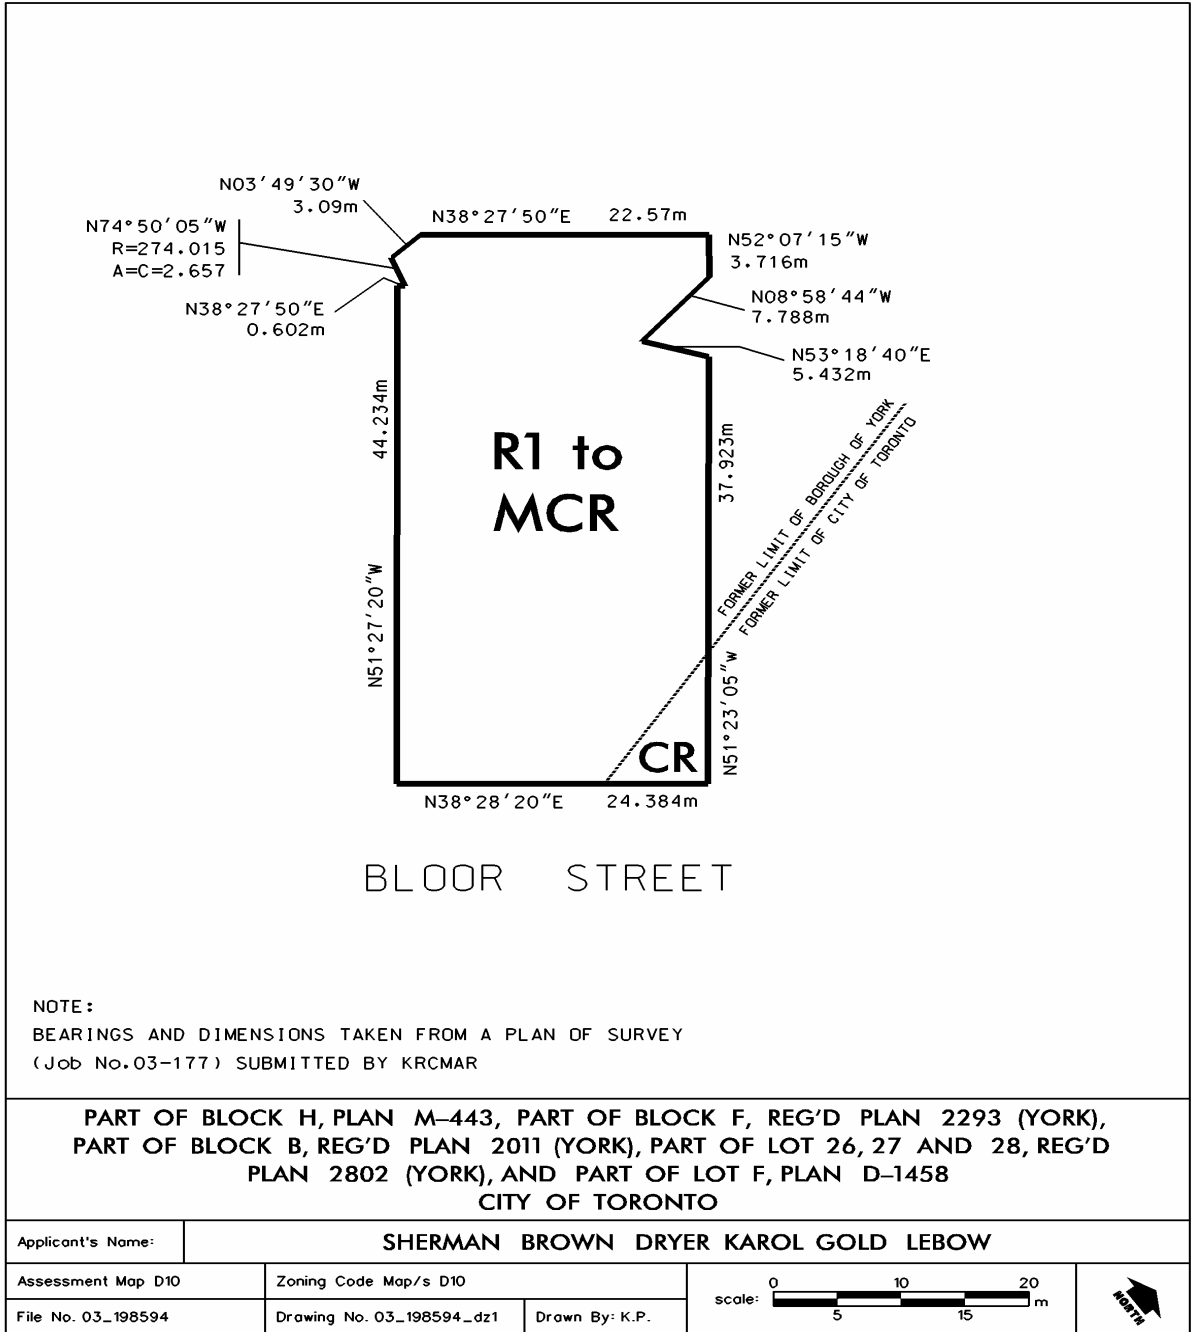 N03'49'30"W
3.09m
N38°27'50"E 22.57m
N74°50'05"W
R=274.015
A=C=2.657
N52°07'15"W
3.716m
N38°27'50"E
0.602m
N08°58'44"W
7.788m
N53°18'40"E
5.432m
44.234m
N51°27'20"W
R1 to
MCR
37.923m
N51°23'05"W
FORMER LIMIT OF BOROUGH OF YORK
FORMER LIMIT OF CITY OF TORONTO
CR
N38°28'20"E 24.384m
BLOOR STREET
NOTE:
BEARINGS AND DIMENSIONS TAKEN FROM A PLAN OF SURVEY
(Job No.03-177) SUBMITTED BY KRCMAR
PART OF BLOCK H, PLAN M-443, PART OF BLOCK F, REG'D PLAN 2293 (YORK),
PART OF BLOCK B, REG'D PLAN 2011 (YORK), PART OF LOT 26, 27 AND 28, REG'D
PLAN 2802 (YORK), AND PART OF LOT F, PLAN D-1458
CITY OF TORONTO
Applicant's Name: SHERMAN BROWN DRYER KAROL GOLD LEBOW
Assessment Map D10
Zoning Code Map/s D10
File No. 03_198594
Drawing No. 03_198594_dz1
Drawn By: K.P.
scale: 0 5 10 15 20 m
NORTH